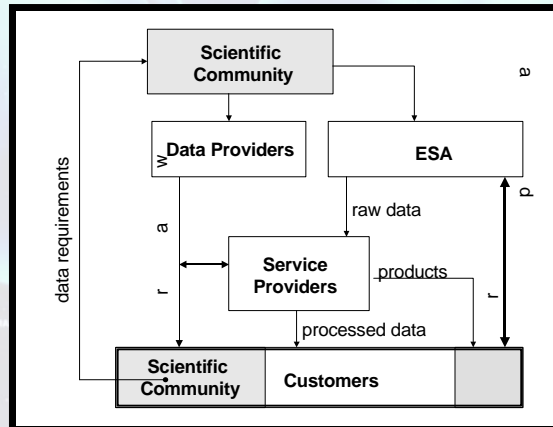 Scientific
Community
a
w
Data Providers
ESA
data requirements
d
raw data
a
Service
Providers
products
r
r
processed data
Scientific
Community
Customers